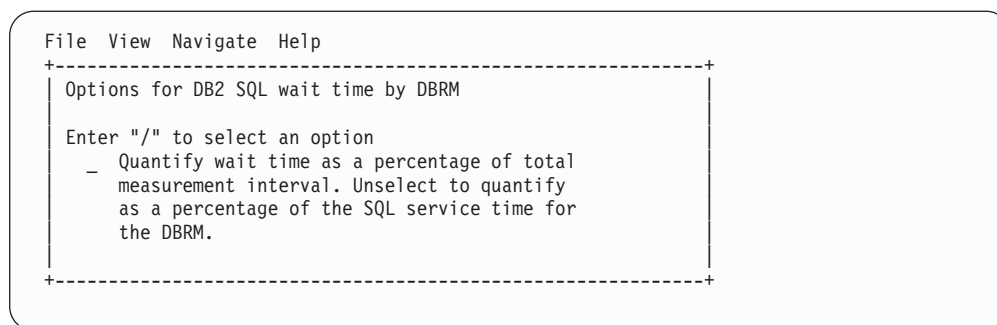 File View Navigate Help
+-------------------------------------------------------------+
| Options for DB2 SQL wait time by DBRM |
| Enter "/" to select an option |
| _ Quantify wait time as a percentage of total |
| measurement interval. Unselect to quantify |
| as a percentage of the SQL service time for |
| the DBRM. |
+-------------------------------------------------------------+